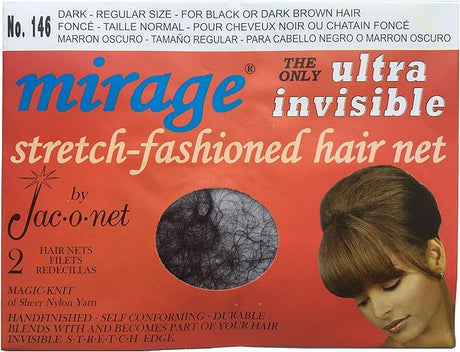 No. 146
DARK - REGULAR SIZE - FOR BLACK OR DARK BROWN HAIR
FONCÉ - TAILLE NORMAL - POUR CHEVEUX NOIR OU CHATAIN FONCÉ
MARRON OSCURO - TAMAÑO REGULAR - PARA CABELLO NEGRO O MARRON OSCURO
mirage®
THE ONLY
ultra
invisible
stretch-fashioned hair net
by
Jac·o·net
2
HAIR NETS
FILETS
REDECILLAS
MAGIC-KNIT
of Sheer Nylon Yarn
HANDFINISHED · SELF CONFORMING · DURABLE
BLENDS WITH AND BECOMES PART OF YOUR HAIR
INVISIBLE S·T·R·E·T·C·H EDGE.